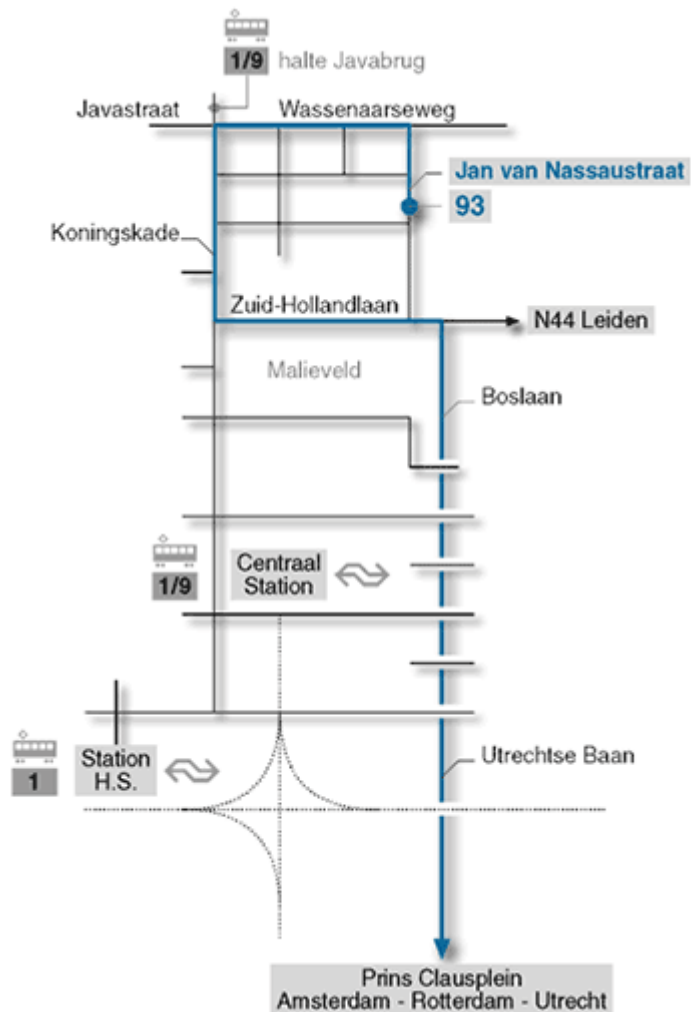 1/9 halte Javabrug
Javastraat
Wassenaarseweg
Jan van Nassaustraat
93
Koningskade
Zuid-Hollandlaan
N44 Leiden
Malieveld
Boslaan
1/9
Centraal
Station
Utrechtse Baan
1
Station
H.S.
Prins Clausplein
Amsterdam - Rotterdam - Utrecht